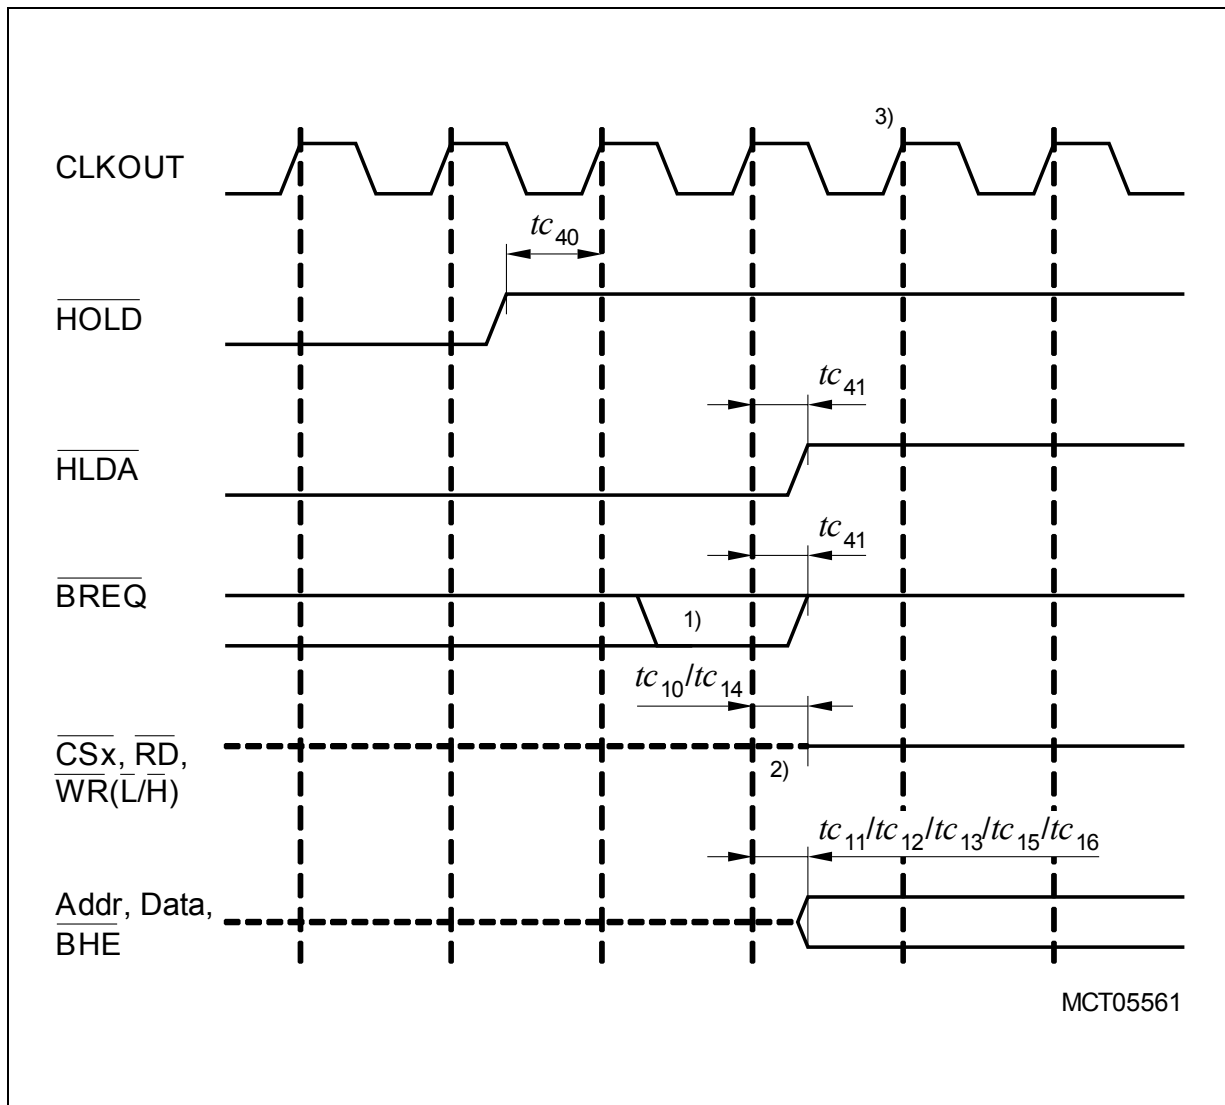 3)
CLKOUT
tc40
HOLD
tc41
HLDA
tc41
BREQ
1)
tc10/tc14
CSx, RD,
WR(L/H)
2)
tc11/tc12/tc13/tc15/tc16
Addr, Data,
BHE
MCT05561